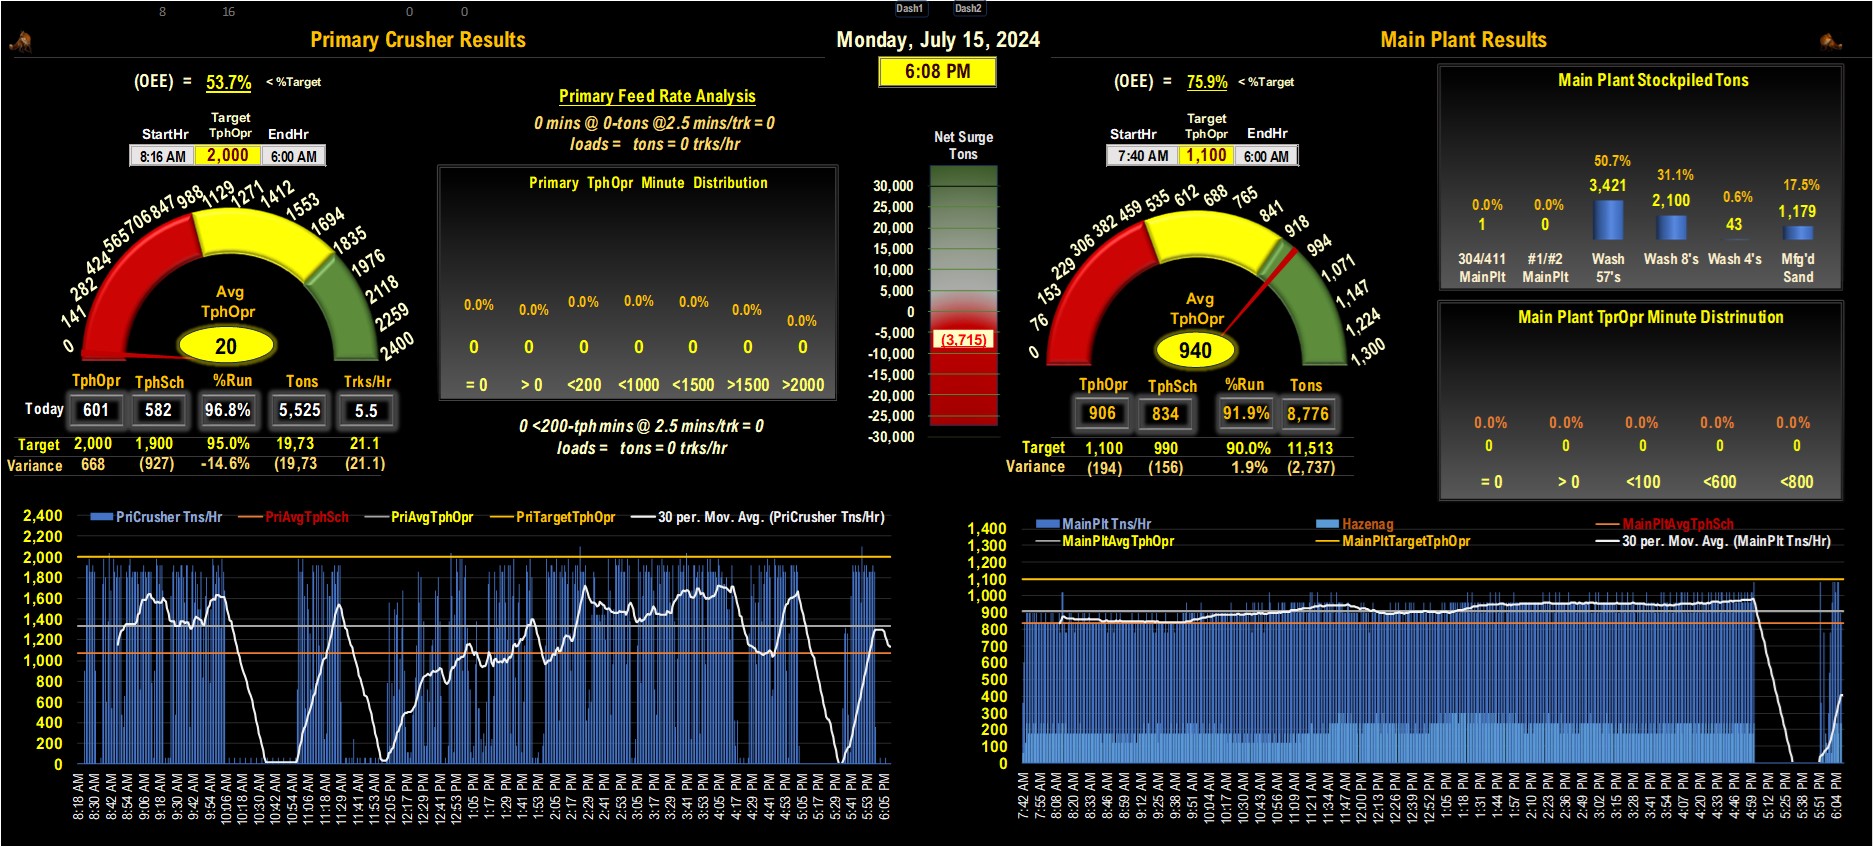 8 16 0 0 Dash1 Dash2
Primary Crusher Results
Monday, July 15, 2024
Main Plant Results
6:08 PM
(OEE) = 53.7% < %Target
StartHr Target TphOpr EndHr
8:16 AM 2,000 6:00 AM
0 141 282 424 565 706 847 988 1129 1271 1412 1553 1694 1835 1976 2118 2259 2400
Avg
TphOpr
20
TphOpr TphSch %Run Tons Trks/Hr
Today 601 582 96.8% 5,525 5.5
Target 2,000 1,900 95.0% 19,73 21.1
Variance 668 (927) -14.6% (19,73 (21.1)
Primary Feed Rate Analysis
0 mins @ 0-tons @2.5 mins/trk = 0
loads = tons = 0 trks/hr
Primary TphOpr Minute Distribution
0.0% 0.0% 0.0% 0.0% 0.0% 0.0% 0.0%
0 0 0 0 0 0 0
= 0 > 0 <200 <1000 <1500 >1500 >2000
0 <200-tph mins @ 2.5 mins/trk = 0
loads = tons = 0 trks/hr
Net Surge
Tons
30,000
25,000
20,000
15,000
10,000
5,000
0
-5,000
(3,715)
-10,000
-15,000
-20,000
-25,000
-30,000
(OEE) = 75.9% < %Target
StartHr Target TphOpr EndHr
7:40 AM 1,100 6:00 AM
0 76 153 229 306 382 459 535 612 688 765 841 918 994 1,071 1,147 1,224 1,300
Avg
TphOpr
940
TphOpr TphSch %Run Tons
906 834 91.9% 8,776
Target 1,100 990 90.0% 11,513
Variance (194) (156) 1.9% (2,737)
Main Plant Stockpiled Tons
0.0% 0.0% 50.7% 31.1% 0.6% 17.5%
1 0 3,421 2,100 43 1,179
304/411 #1/#2 Wash Wash 8's Wash 4's Mfg'd
MainPlt MainPlt 57's Sand
Main Plant TprOpr Minute Distrinution
0.0% 0.0% 0.0% 0.0% 0.0%
0 0 0 0 0
= 0 > 0 <100 <600 <800
PriCrusher Tns/Hr PriAvgTphSch PriAvgTphOpr PriTargetTphOpr 30 per. Mov. Avg. (PriCrusher Tns/Hr)
2,400
2,200
2,000
1,800
1,600
1,400
1,200
1,000
800
600
400
200
0
8:18 AM 8:30 AM 8:42 AM 8:54 AM 9:06 AM 9:18 AM 9:30 AM 9:42 AM 9:54 AM 10:06 AM 10:18 AM 10:30 AM 10:42 AM 10:54 AM 11:06 AM 11:18 AM 11:29 AM 11:41 AM 11:53 AM 12:05 PM 12:17 PM 12:29 PM 12:41 PM 12:53 PM 1:05 PM 1:17 PM 1:29 PM 1:41 PM 1:53 PM 2:05 PM 2:17 PM 2:29 PM 2:41 PM 2:53 PM 3:05 PM 3:17 PM 3:29 PM 3:41 PM 3:53 PM 4:05 PM 4:17 PM 4:29 PM 4:41 PM 4:53 PM 5:05 PM 5:17 PM 5:29 PM 5:41 PM 5:53 PM 6:05 PM
MainPlt Tns/Hr Hazenag MainPltAvgTphSch
MainPltAvgTphOpr MainPltTargetTphOpr 30 per. Mov. Avg. (MainPlt Tns/Hr)
1,400
1,300
1,200
1,100
1,000
900
800
700
600
500
400
300
200
100
0
7:42 AM 7:55 AM 8:08 AM 8:20 AM 8:33 AM 8:46 AM 8:59 AM 9:12 AM 9:25 AM 9:38 AM 9:51 AM 10:04 AM 10:17 AM 10:30 AM 10:43 AM 10:56 AM 11:09 AM 11:21 AM 11:34 AM 11:47 AM 12:00 PM 12:13 PM 12:26 PM 12:39 PM 12:52 PM 1:05 PM 1:18 PM 1:31 PM 1:44 PM 1:57 PM 2:10 PM 2:23 PM 2:36 PM 2:49 PM 3:02 PM 3:15 PM 3:28 PM 3:41 PM 3:54 PM 4:07 PM 4:20 PM 4:33 PM 4:46 PM 4:59 PM 5:12 PM 5:25 PM 5:38 PM 5:51 PM 6:04 PM